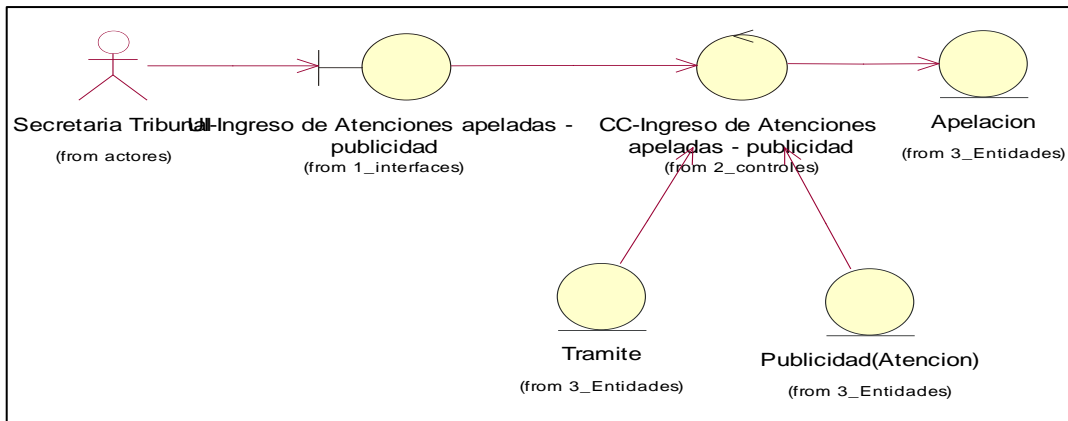 Secretaria Tribunal
UI-Ingreso de Atenciones apeladas -
publicidad
CC-Ingreso de Atenciones
apeladas - publicidad
Apelacion
(from actores)
(from 1_interfaces)
(from 2_controles)
(from 3_Entidades)
Tramite
(from 3_Entidades)
Publicidad(Atencion)
(from 3_Entidades)